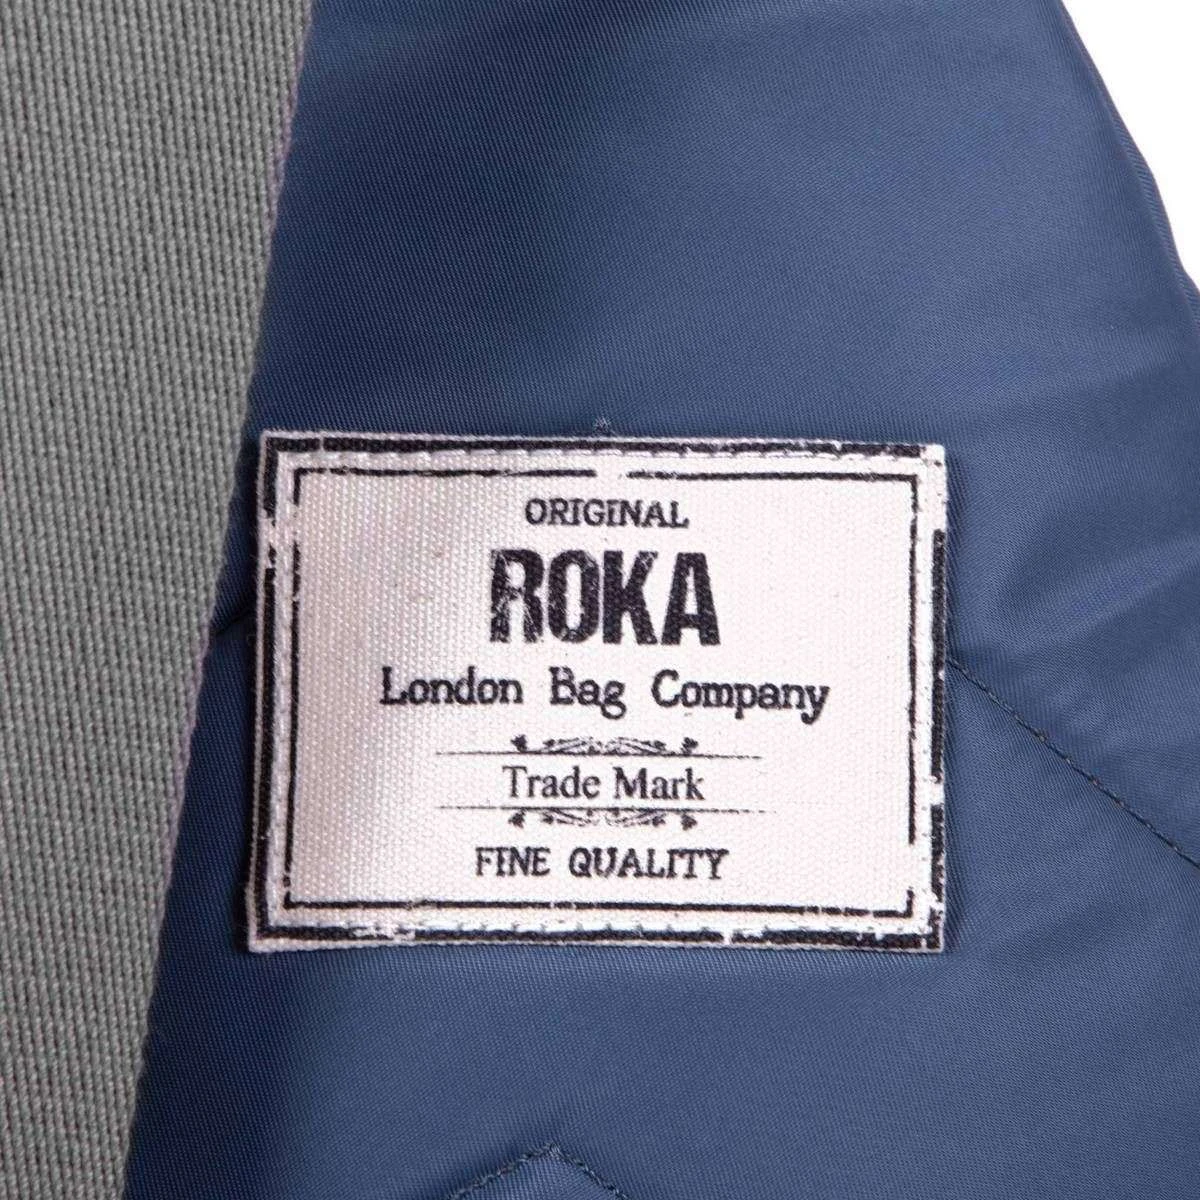 ORIGINAL
ROKA
London Bag Company
Trade Mark
FINE QUALITY